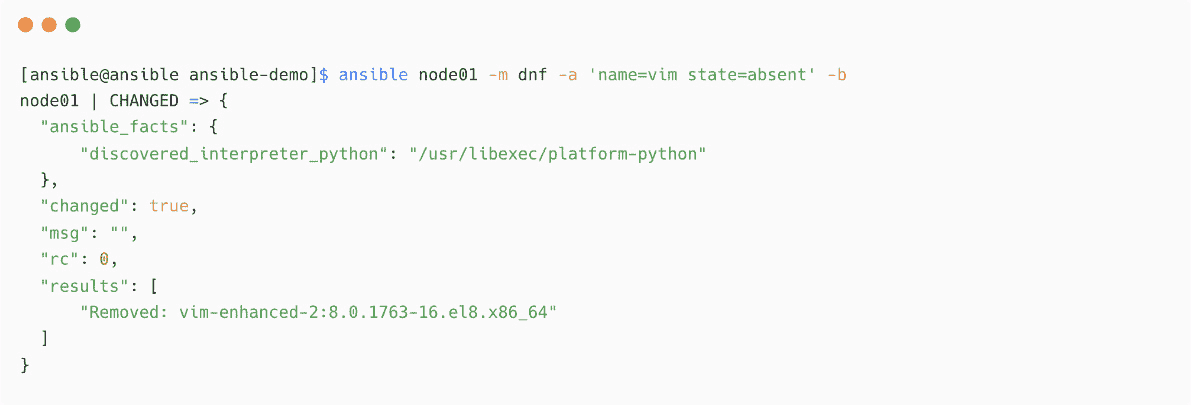 [ansible@ansible ansible-demo]$ ansible node01 -m dnf -a 'name=vim state=absent' -b
node01 | CHANGED => {
  "ansible_facts": {
      "discovered_interpreter_python": "/usr/libexec/platform-python"
  },
  "changed": true,
  "msg": "",
  "rc": 0,
  "results": [
      "Removed: vim-enhanced-2:8.0.1763-16.el8.x86_64"
  ]
}